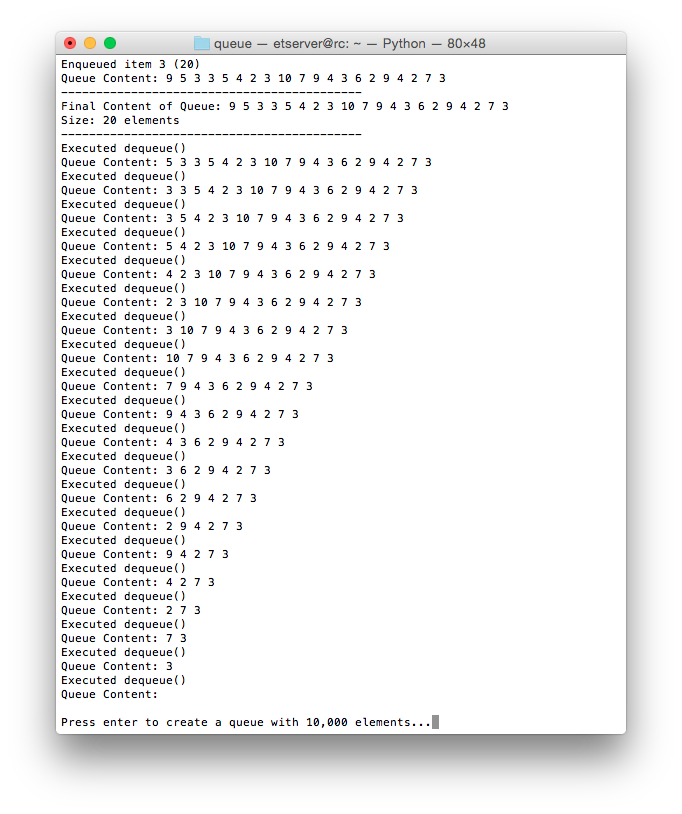 queue — etserver@rc: ~ — Python — 80×48
Enqueued item 3 (20)
Queue Content: 9 5 3 3 5 4 2 3 10 7 9 4 3 6 2 9 4 2 7 3
-------------------------------------------
Final Content of Queue: 9 5 3 3 5 4 2 3 10 7 9 4 3 6 2 9 4 2 7 3
Size: 20 elements
-------------------------------------------
Executed dequeue()
Queue Content: 5 3 3 5 4 2 3 10 7 9 4 3 6 2 9 4 2 7 3
Executed dequeue()
Queue Content: 3 3 5 4 2 3 10 7 9 4 3 6 2 9 4 2 7 3
Executed dequeue()
Queue Content: 3 5 4 2 3 10 7 9 4 3 6 2 9 4 2 7 3
Executed dequeue()
Queue Content: 5 4 2 3 10 7 9 4 3 6 2 9 4 2 7 3
Executed dequeue()
Queue Content: 4 2 3 10 7 9 4 3 6 2 9 4 2 7 3
Executed dequeue()
Queue Content: 2 3 10 7 9 4 3 6 2 9 4 2 7 3
Executed dequeue()
Queue Content: 3 10 7 9 4 3 6 2 9 4 2 7 3
Executed dequeue()
Queue Content: 10 7 9 4 3 6 2 9 4 2 7 3
Executed dequeue()
Queue Content: 7 9 4 3 6 2 9 4 2 7 3
Executed dequeue()
Queue Content: 9 4 3 6 2 9 4 2 7 3
Executed dequeue()
Queue Content: 4 3 6 2 9 4 2 7 3
Executed dequeue()
Queue Content: 3 6 2 9 4 2 7 3
Executed dequeue()
Queue Content: 6 2 9 4 2 7 3
Executed dequeue()
Queue Content: 2 9 4 2 7 3
Executed dequeue()
Queue Content: 9 4 2 7 3
Executed dequeue()
Queue Content: 4 2 7 3
Executed dequeue()
Queue Content: 2 7 3
Executed dequeue()
Queue Content: 7 3
Executed dequeue()
Queue Content: 3
Executed dequeue()
Queue Content:
Press enter to create a queue with 10,000 elements...